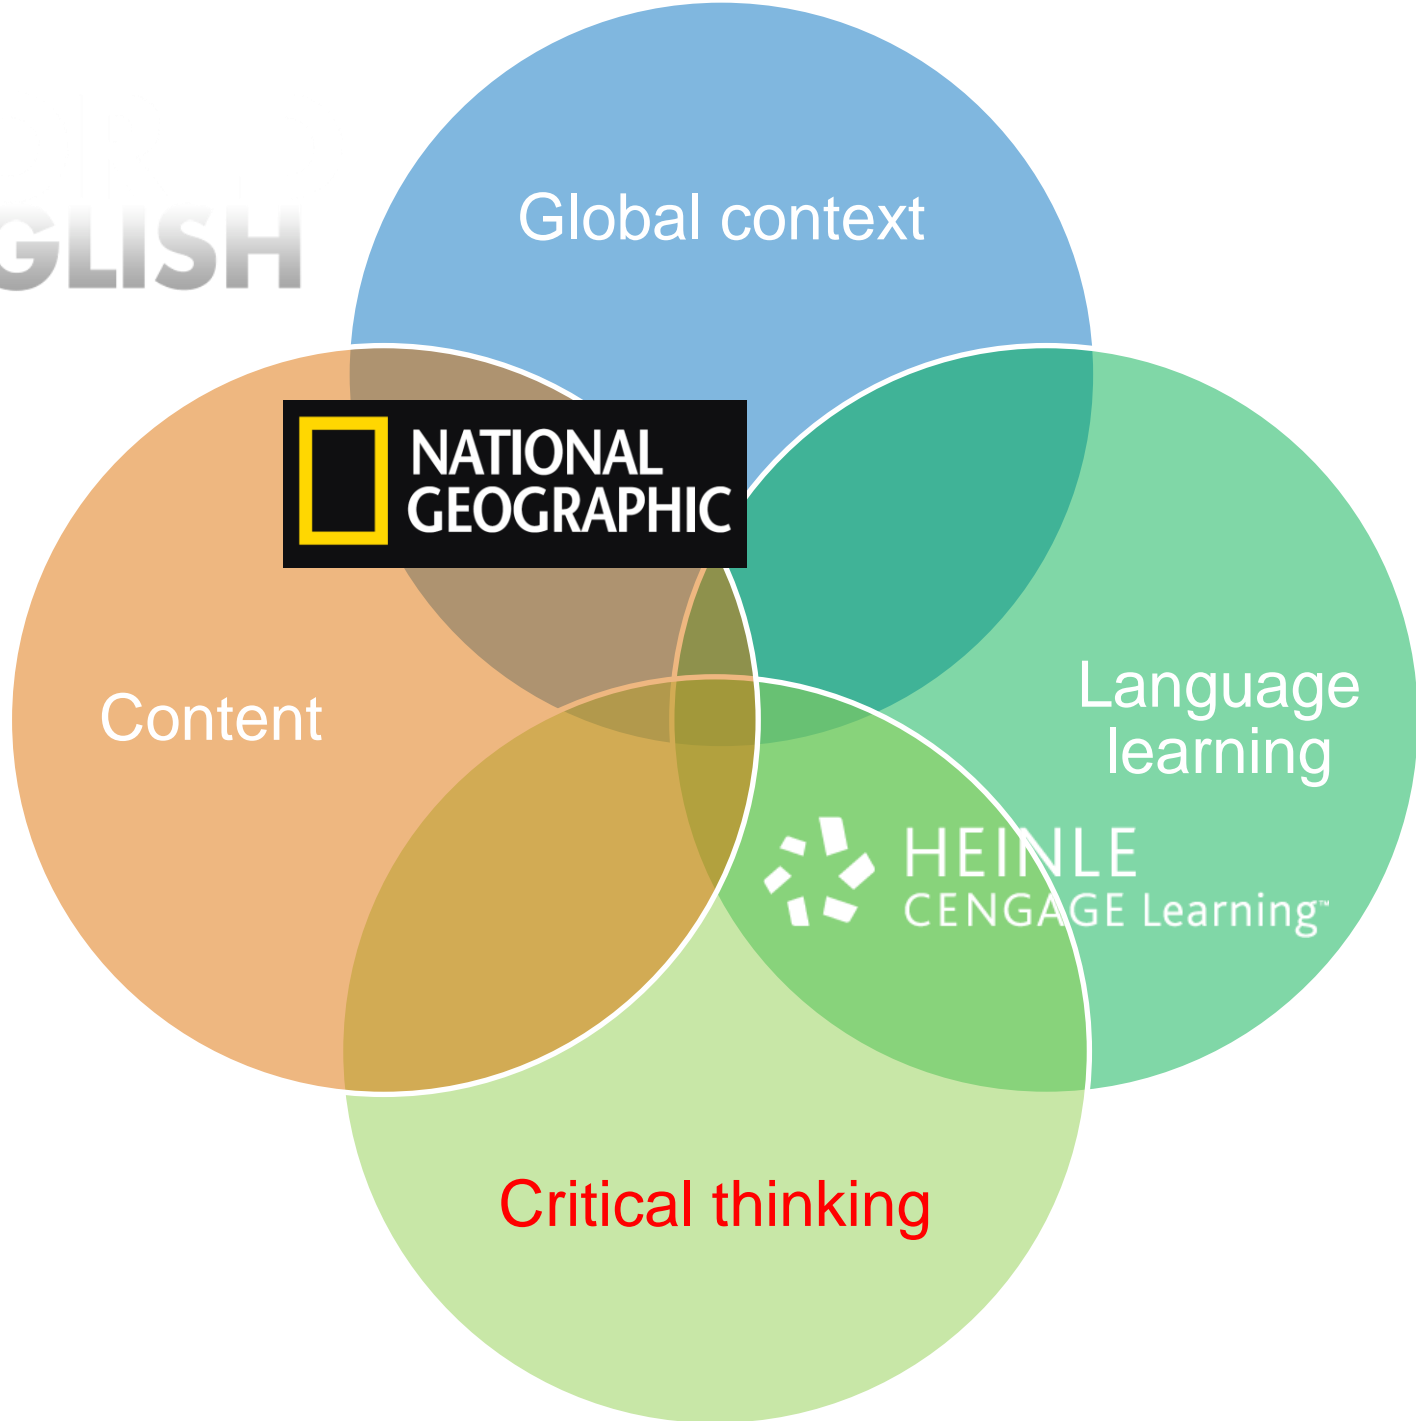 Global context
GLISH
NATIONAL
GEOGRAPHIC
Content
Language
learning
HEINLE
CENGAGE Learning™
Critical thinking